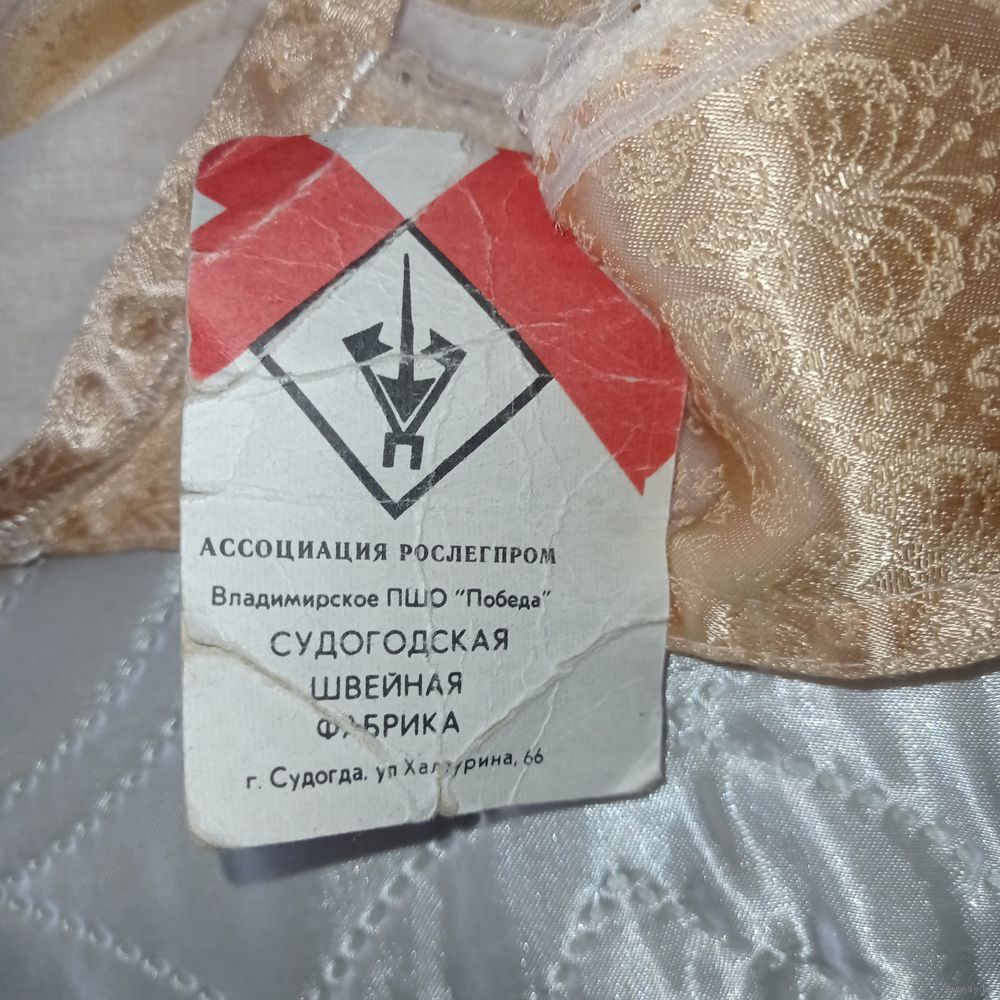 АССОЦИАЦИЯ РОСЛЕГПРОМ
Владимирское ПШО "Победа"
СУДОГОДСКАЯ
ШВЕЙНАЯ
ФАБРИКА
г. Судогда, ул Халтурина, 66